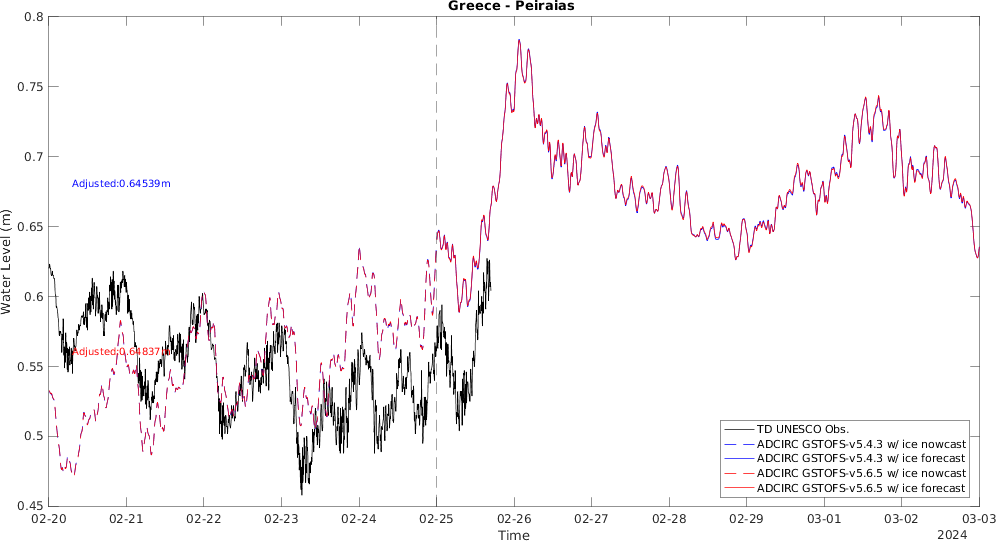 Greece - Peiraias
Water Level (m)
0.8
0.75
0.7
0.65
0.6
0.55
0.5
0.45
Adjusted:0.64539m
Adjusted:0.64837m
TD UNESCO Obs.
ADCIRC GSTOFS-v5.4.3 w/ ice nowcast
ADCIRC GSTOFS-v5.4.3 w/ ice forecast
ADCIRC GSTOFS-v5.6.5 w/ ice nowcast
ADCIRC GSTOFS-v5.6.5 w/ ice forecast
02-20 02-21 02-22 02-23 02-24 02-25 02-26 02-27 02-28 02-29 03-01 03-02 03-03
Time
2024